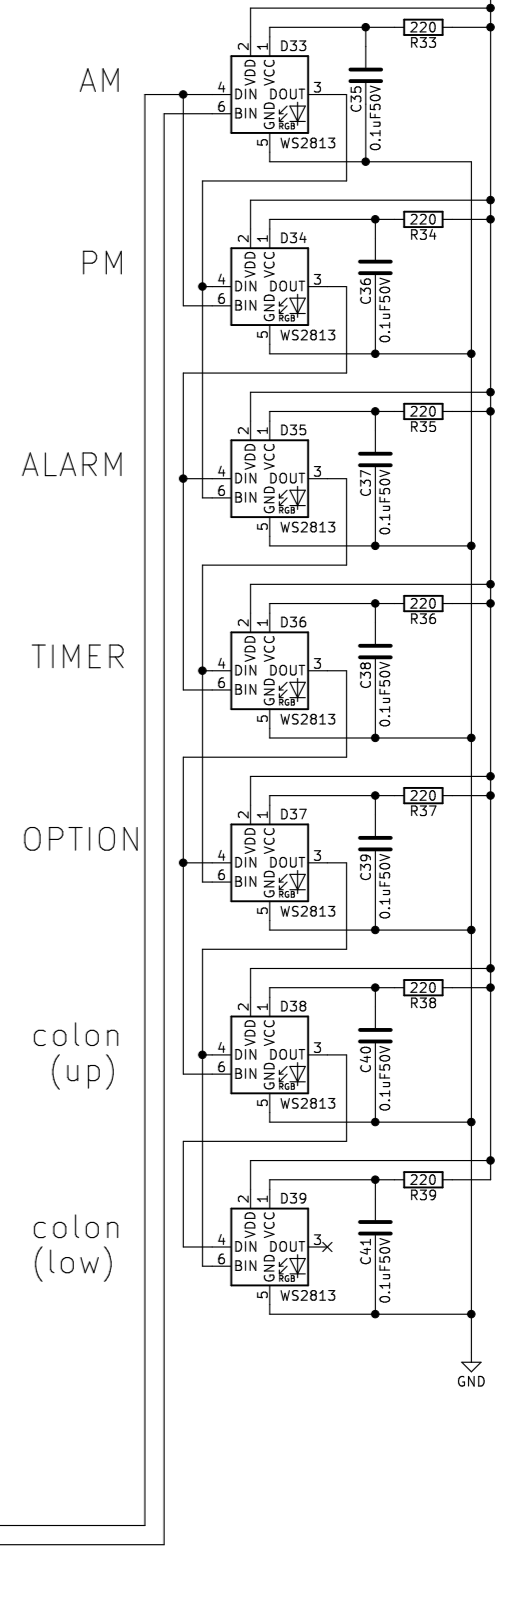 AM
D33
2
1
VDD
VCC
4
DIN
DOUT
3
6
BIN
GND
RGB
5
WS2813
C35
0.1uF50V
220
R33
PM
D34
2
1
VDD
VCC
4
DIN
DOUT
3
6
BIN
GND
RGB
5
WS2813
C36
0.1uF50V
220
R34
ALARM
D35
2
1
VDD
VCC
4
DIN
DOUT
3
6
BIN
GND
RGB
5
WS2813
C37
0.1uF50V
220
R35
TIMER
D36
2
1
VDD
VCC
4
DIN
DOUT
3
6
BIN
GND
RGB
5
WS2813
C38
0.1uF50V
220
R36
OPTION
D37
2
1
VDD
VCC
4
DIN
DOUT
3
6
BIN
GND
RGB
5
WS2813
C39
0.1uF50V
220
R37
colon
(up)
D38
2
1
VDD
VCC
4
DIN
DOUT
3
6
BIN
GND
RGB
5
WS2813
C40
0.1uF50V
220
R38
colon
(low)
D39
2
1
VDD
VCC
4
DIN
DOUT
3
6
BIN
GND
RGB
5
WS2813
C41
0.1uF50V
220
R39
GND